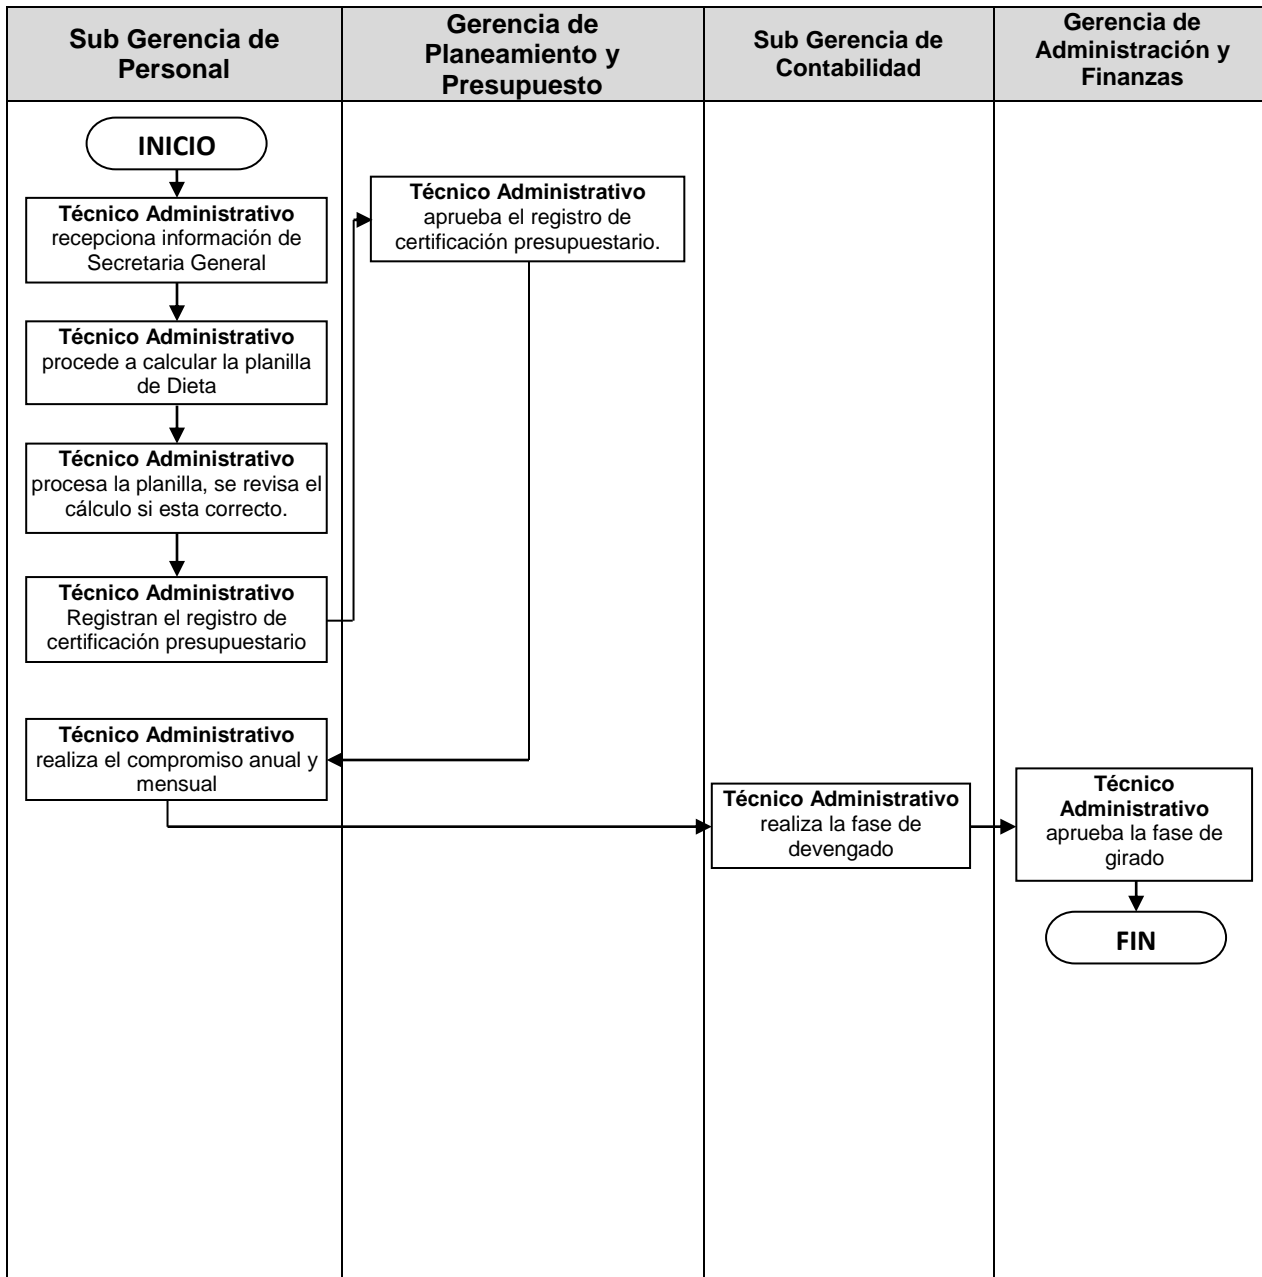 Sub Gerencia de
Personal
Gerencia de
Planeamiento y
Presupuesto
Sub Gerencia de
Contabilidad
Gerencia de
Administración y
Finanzas
INICIO
Técnico Administrativo
recepciona información de
Secretaria General
Técnico Administrativo
procede a calcular la planilla
de Dieta
Técnico Administrativo
procesa la planilla, se revisa el
cálculo si esta correcto.
Técnico Administrativo
Registran el registro de
certificación presupuestario
Técnico Administrativo
aprueba el registro de
certificación presupuestario.
Técnico Administrativo
realiza el compromiso anual y
mensual
Técnico Administrativo
realiza la fase de
devengado
Técnico
Administrativo
aprueba la fase de
girado
FIN